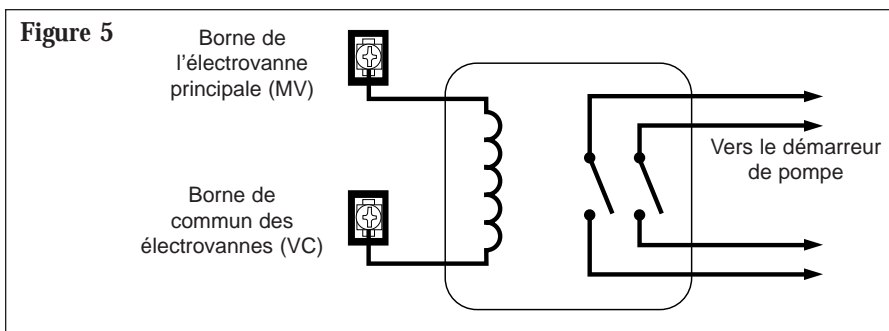 Figure 5
Borne de
l'électrovanne
principale (MV)
Borne de
commun des
électrovannes (VC)
Vers le démarreur
de pompe